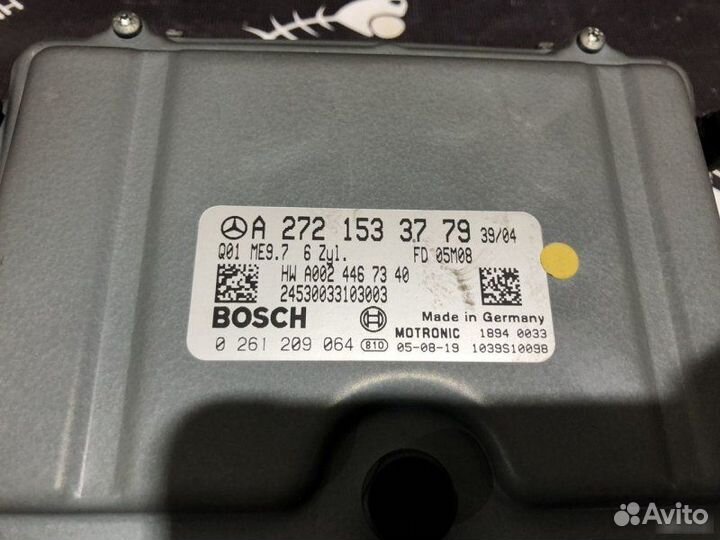 A 272 153 37 79 39/04
Q01 ME9.7 6 Zyl. FD 05M08
HW A002 446 73 40
24530033103003
BOSCH Made in Germany
MOTRONIC 1894 0033
0 261 209 064 810 05-08-19 1039S10098
Avito